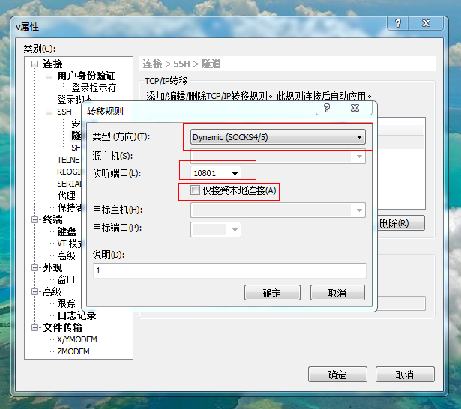 v属性
类别(C):
连接
用户身份验证
登录提示符
登录脚本
SSH
安
隧
SF
TELNE
RLOGI
SERIA
代理
保持活
终端
键盘
VT 模式
高级
外观
窗口
高级
跟踪
日志记录
文件传输
X/YMODEM
ZMODEM
连接 > SSH > 隧道
TCP/IP转移
添加/编辑/删除TCP/IP转移规则。此规则连接后自动应用。
删除(R)
确定
取消
转移规则
类型(方向)(T):
Dynamic (SOCKS4/5)
源主机(S):
侦听端口(L):
10801
仅接受本地连接(A)
目标主机(H):
目标端口(P):
说明(D):
1
确定
取消